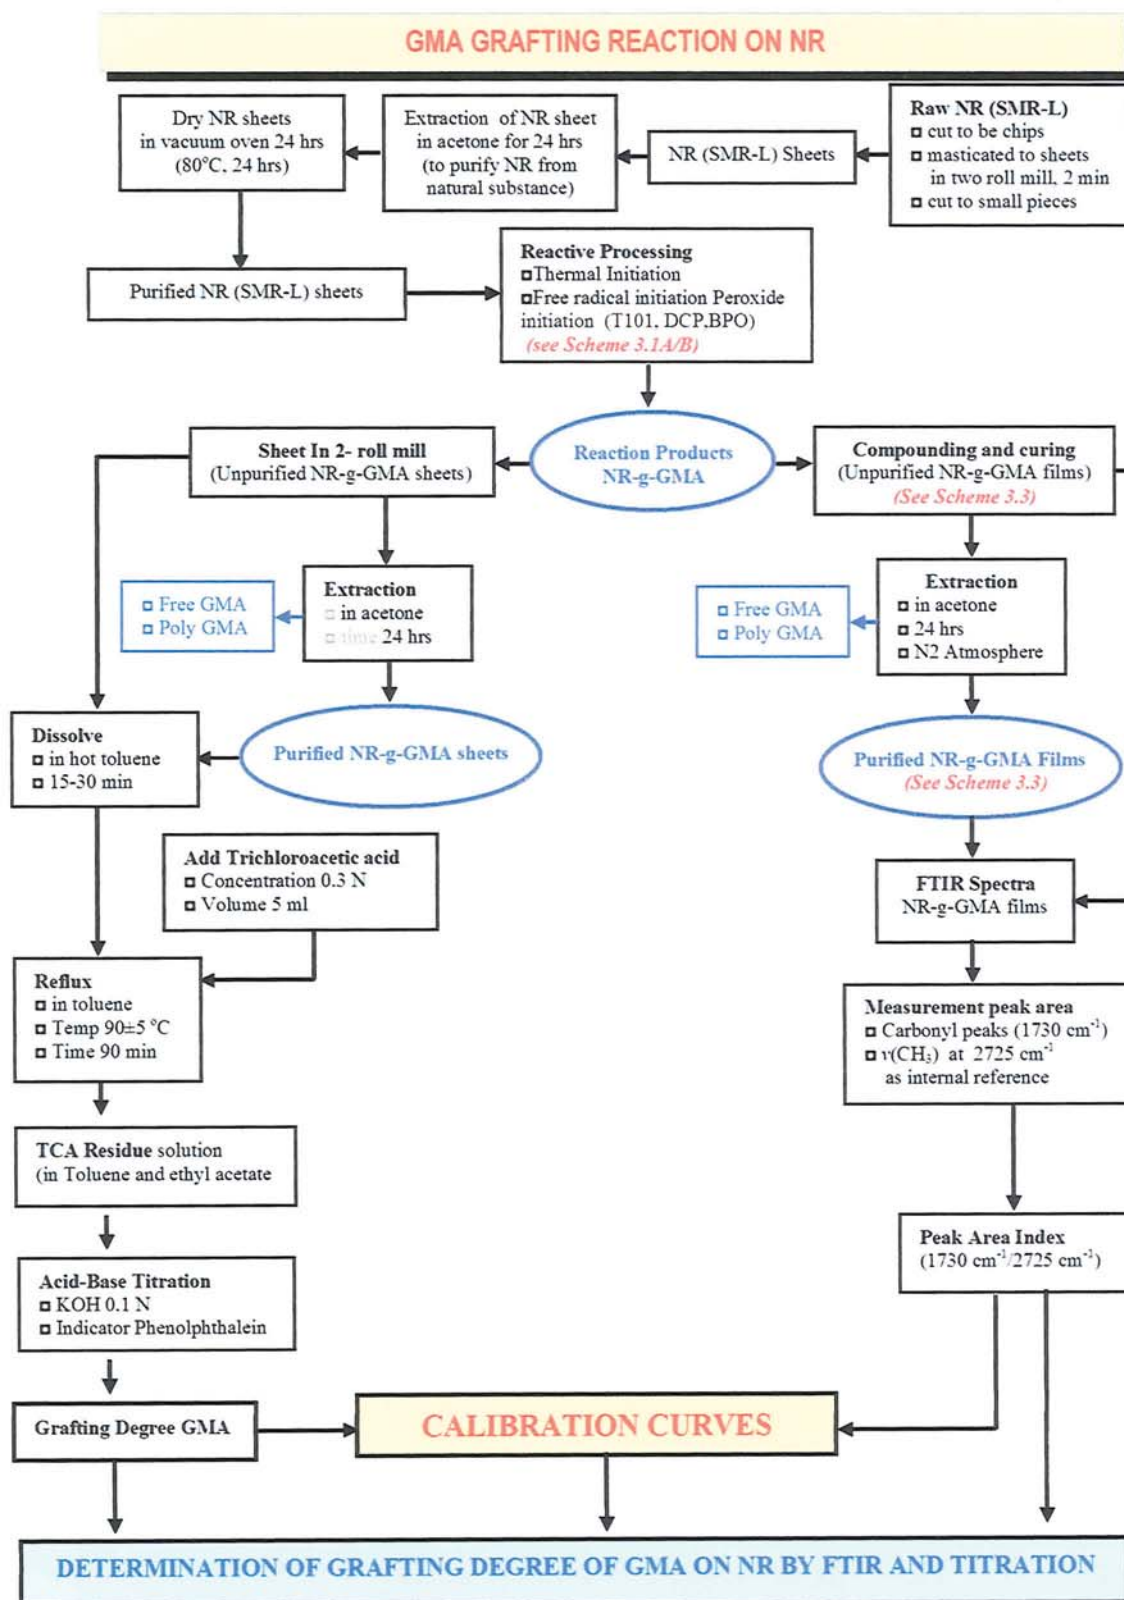 GMA GRAFTING REACTION ON NR
Dry NR sheets
in vacuum oven 24 hrs
(80°C, 24 hrs)
Extraction of NR sheet
in acetone for 24 hrs
(to purify NR from
natural substance)
NR (SMR-L) Sheets
Raw NR (SMR-L)
cut to be chips
masticated to sheets
in two roll mill, 2 min
cut to small pieces
Purified NR (SMR-L) sheets
Reactive Processing
Thermal Initiation
Free radical initiation Peroxide
initiation (T101, DCP,BPO)
(see Scheme 3.1A/B)
Sheet In 2- roll mill
(Unpurified NR-g-GMA sheets)
Reaction Products
NR-g-GMA
Compounding and curing
(Unpurified NR-g-GMA films)
(See Scheme 3.3)
Free GMA
Poly GMA
Extraction
in acetone
time 24 hrs
Free GMA
Poly GMA
Extraction
in acetone
24 hrs
N2 Atmosphere
Dissolve
in hot toluene
15-30 min
Purified NR-g-GMA sheets
Purified NR-g-GMA Films
(See Scheme 3.3)
Add Trichloroacetic acid
Concentration 0.3 N
Volume 5 ml
FTIR Spectra
NR-g-GMA films
Reflux
in toluene
Temp 90±5 °C
Time 90 min
Measurement peak area
Carbonyl peaks (1730 cm⁻¹)
ν(CH₃) at 2725 cm⁻¹
as internal reference
TCA Residue solution
(in Toluene and ethyl acetate
Peak Area Index
(1730 cm⁻¹/2725 cm⁻¹)
Acid-Base Titration
KOH 0.1 N
Indicator Phenolphthalein
Grafting Degree GMA
CALIBRATION CURVES
DETERMINATION OF GRAFTING DEGREE OF GMA ON NR BY FTIR AND TITRATION